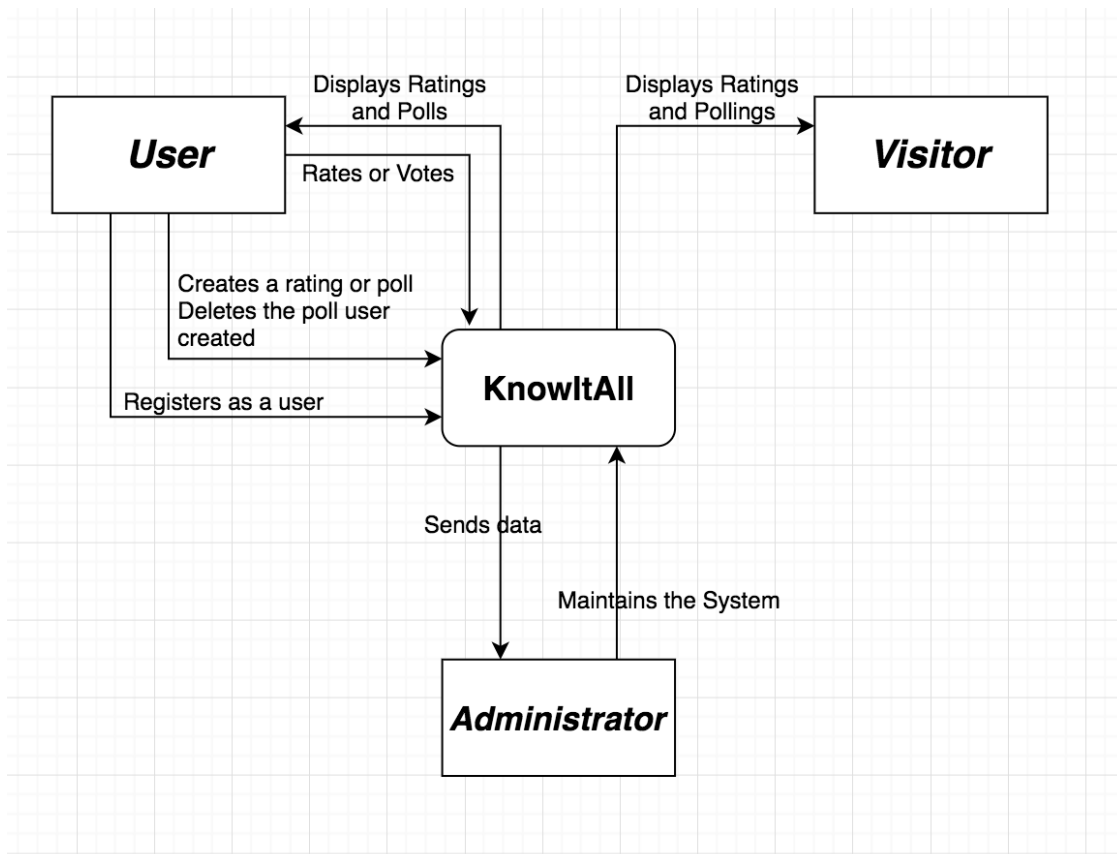 Displays Ratings
and Polls
Displays Ratings
and Pollings
User
Visitor
Rates or Votes
Creates a rating or poll
Deletes the poll user
created
KnowItAll
Registers as a user
Sends data
Maintains the System
Administrator